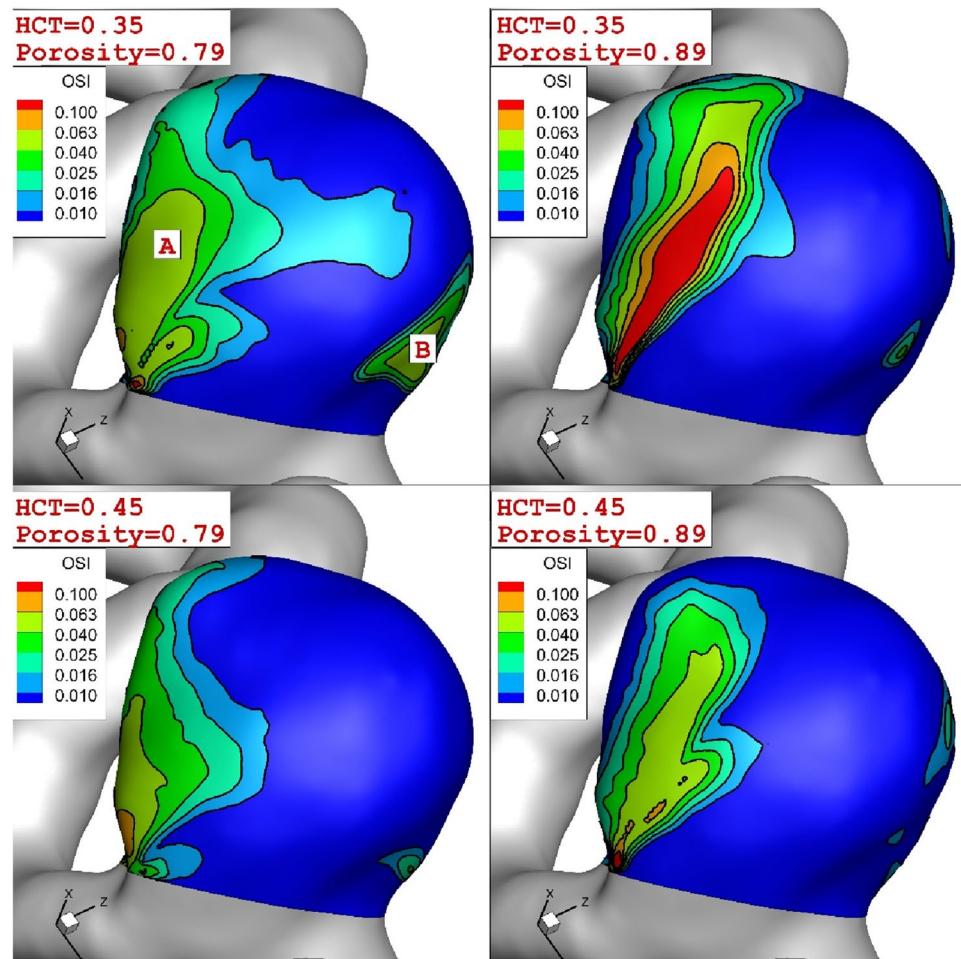 HCT=0.35
Porosity=0.79
OSI
0.100
0.063
0.040
0.025
0.016
0.010
A
B
X
Z
HCT=0.35
Porosity=0.89
OSI
0.100
0.063
0.040
0.025
0.016
0.010
X
Z
HCT=0.45
Porosity=0.79
OSI
0.100
0.063
0.040
0.025
0.016
0.010
X
Z
HCT=0.45
Porosity=0.89
OSI
0.100
0.063
0.040
0.025
0.016
0.010
X
Z